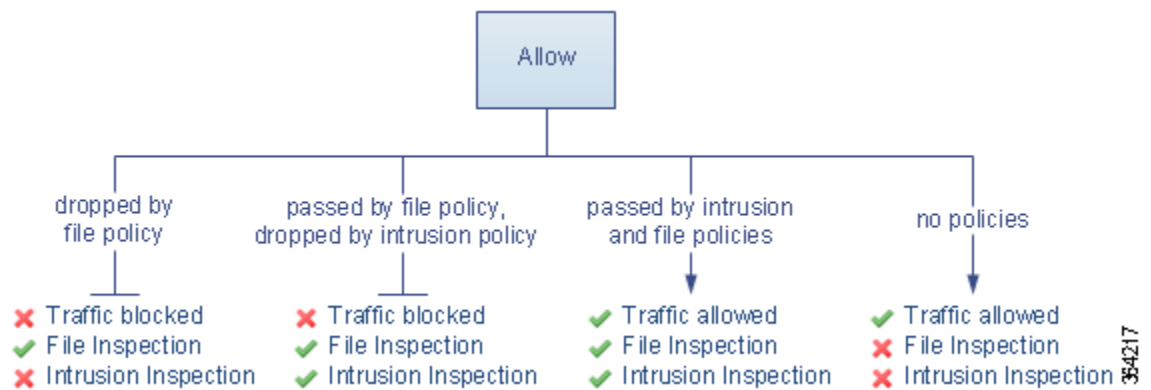 Allow
dropped by
file policy
passed by file policy,
dropped by intrusion policy
passed by intrusion
and file policies
no policies
Traffic blocked
File Inspection
Intrusion Inspection
Traffic blocked
File Inspection
Intrusion Inspection
Traffic allowed
File Inspection
Intrusion Inspection
Traffic allowed
File Inspection
Intrusion Inspection
364217